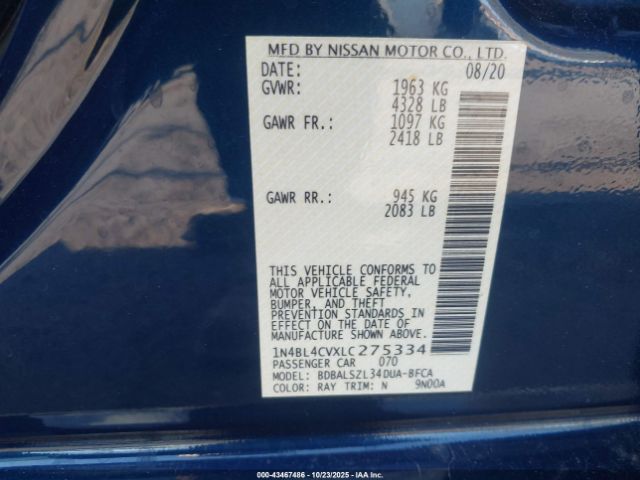 MFD BY NISSAN MOTOR CO., LTD.
DATE: 08/20
GVWR: 1963 KG
4328 LB
GAWR FR.: 1097 KG
2418 LB
GAWR RR.: 945 KG
2083 LB
THIS VEHICLE CONFORMS TO
ALL APPLICABLE FEDERAL
MOTOR VEHICLE SAFETY,
BUMPER, AND THEFT
PREVENTION STANDARDS IN
EFFECT ON THE DATE OF
MANUFACTURE SHOWN ABOVE.
1N4BL4CVXLC275334
PASSENGER CAR 070
MODEL: BDBALSZL34DUA-BFCA
COLOR: RAY TRIM: N 9N00A
000-43467486 - 10/23/2025 - IAA Inc.